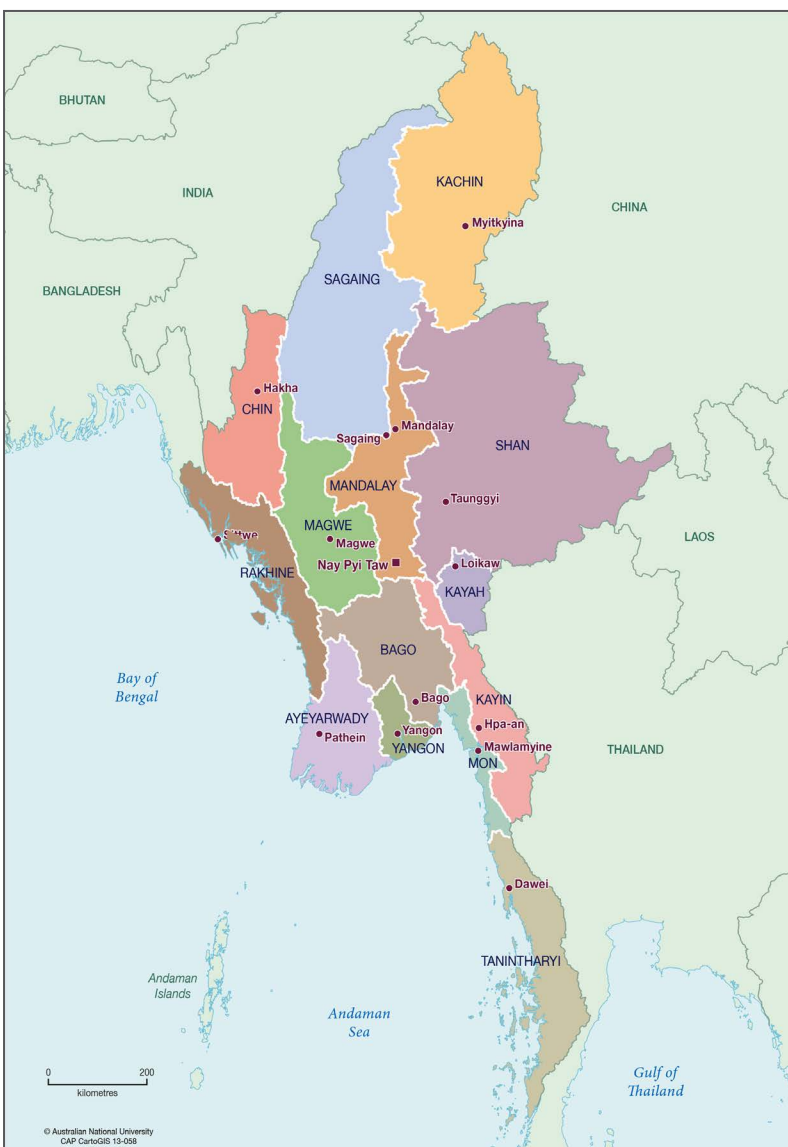 BHUTAN
INDIA
KACHIN
CHINA
Myitkyina
SAGAING
BANGLADESH
Hakha
CHIN
Mandalay
Sagaing
SHAN
MANDALAY
Taunggyi
MAGWE
Magwe
Sittwe
LAOS
Nay Pyi Taw
Loikaw
RAKHINE
KAYAH
BAGO
Bay of
Bengal
Bago
KAYIN
AYEYARWADY
Hpa-an
Pathein
Yangon
YANGON
Mawlamyine
THAILAND
MON
Dawei
TANINTHARYI
Andaman
Islands
Andaman
Sea
Gulf of
Thailand
0 200
kilometres
© Australian National University
CAP CartoGIS 13-058